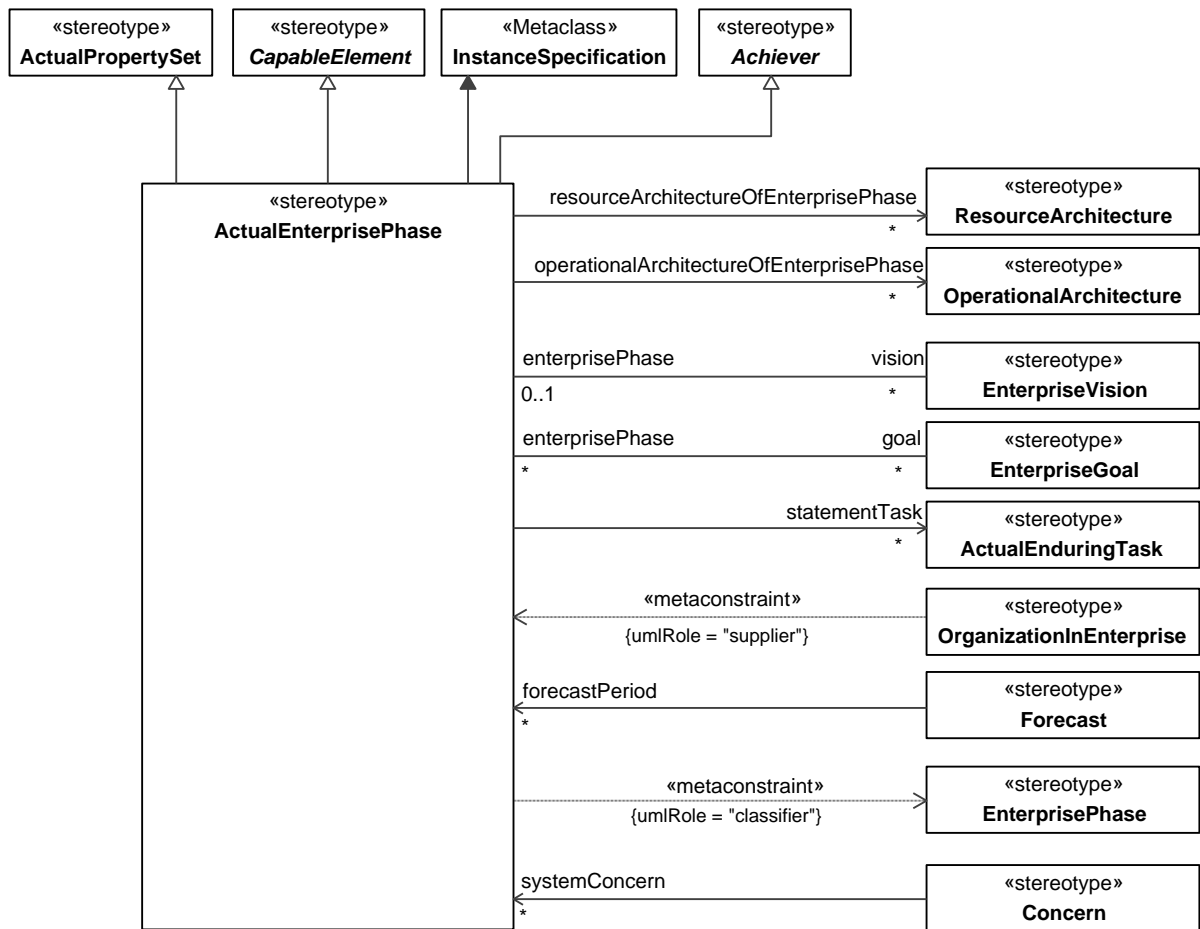 «stereotype»
ActualPropertySet
«stereotype»
CapableElement
«Metaclass»
InstanceSpecification
«stereotype»
Achiever
«stereotype»
ActualEnterprisePhase
resourceArchitectureOfEnterprisePhase
*
«stereotype»
ResourceArchitecture
operationalArchitectureOfEnterprisePhase
*
«stereotype»
OperationalArchitecture
enterprisePhase
vision
0..1
*
«stereotype»
EnterpriseVision
enterprisePhase
goal
*
*
«stereotype»
EnterpriseGoal
statementTask
*
«stereotype»
ActualEnduringTask
«metaconstraint»
{umlRole = "supplier"}
«stereotype»
OrganizationInEnterprise
forecastPeriod
*
«stereotype»
Forecast
«metaconstraint»
{umlRole = "classifier"}
«stereotype»
EnterprisePhase
systemConcern
*
«stereotype»
Concern